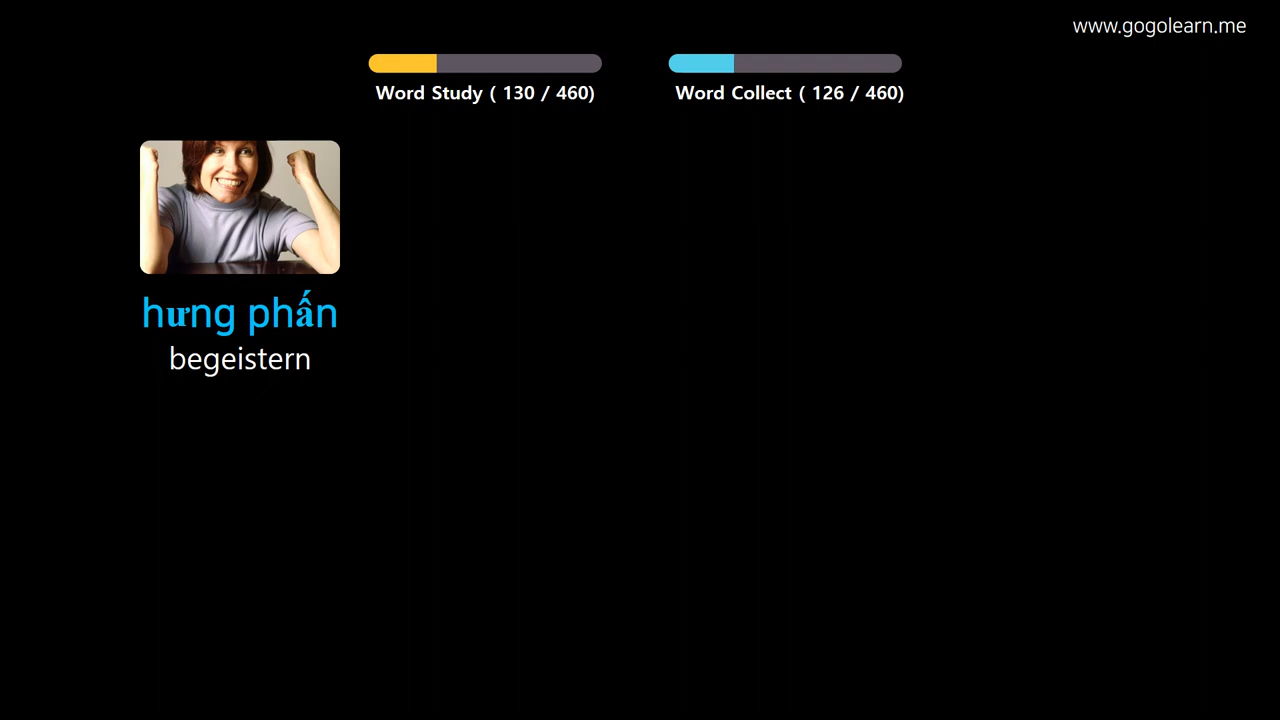 www.gogolearn.me
Word Study ( 130 / 460)
Word Collect ( 126 / 460)
hưng phấn
begeistern